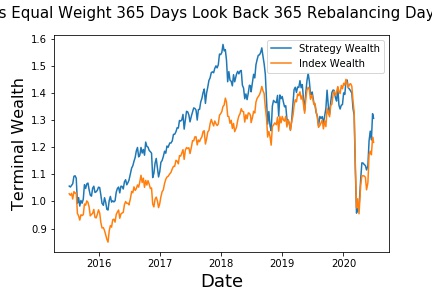 s Equal Weight 365 Days Look Back 365 Rebalancing Day
Strategy Wealth
Index Wealth
Terminal Wealth
1.6
1.5
1.4
1.3
1.2
1.1
1.0
0.9
2016 2017 2018 2019 2020
Date